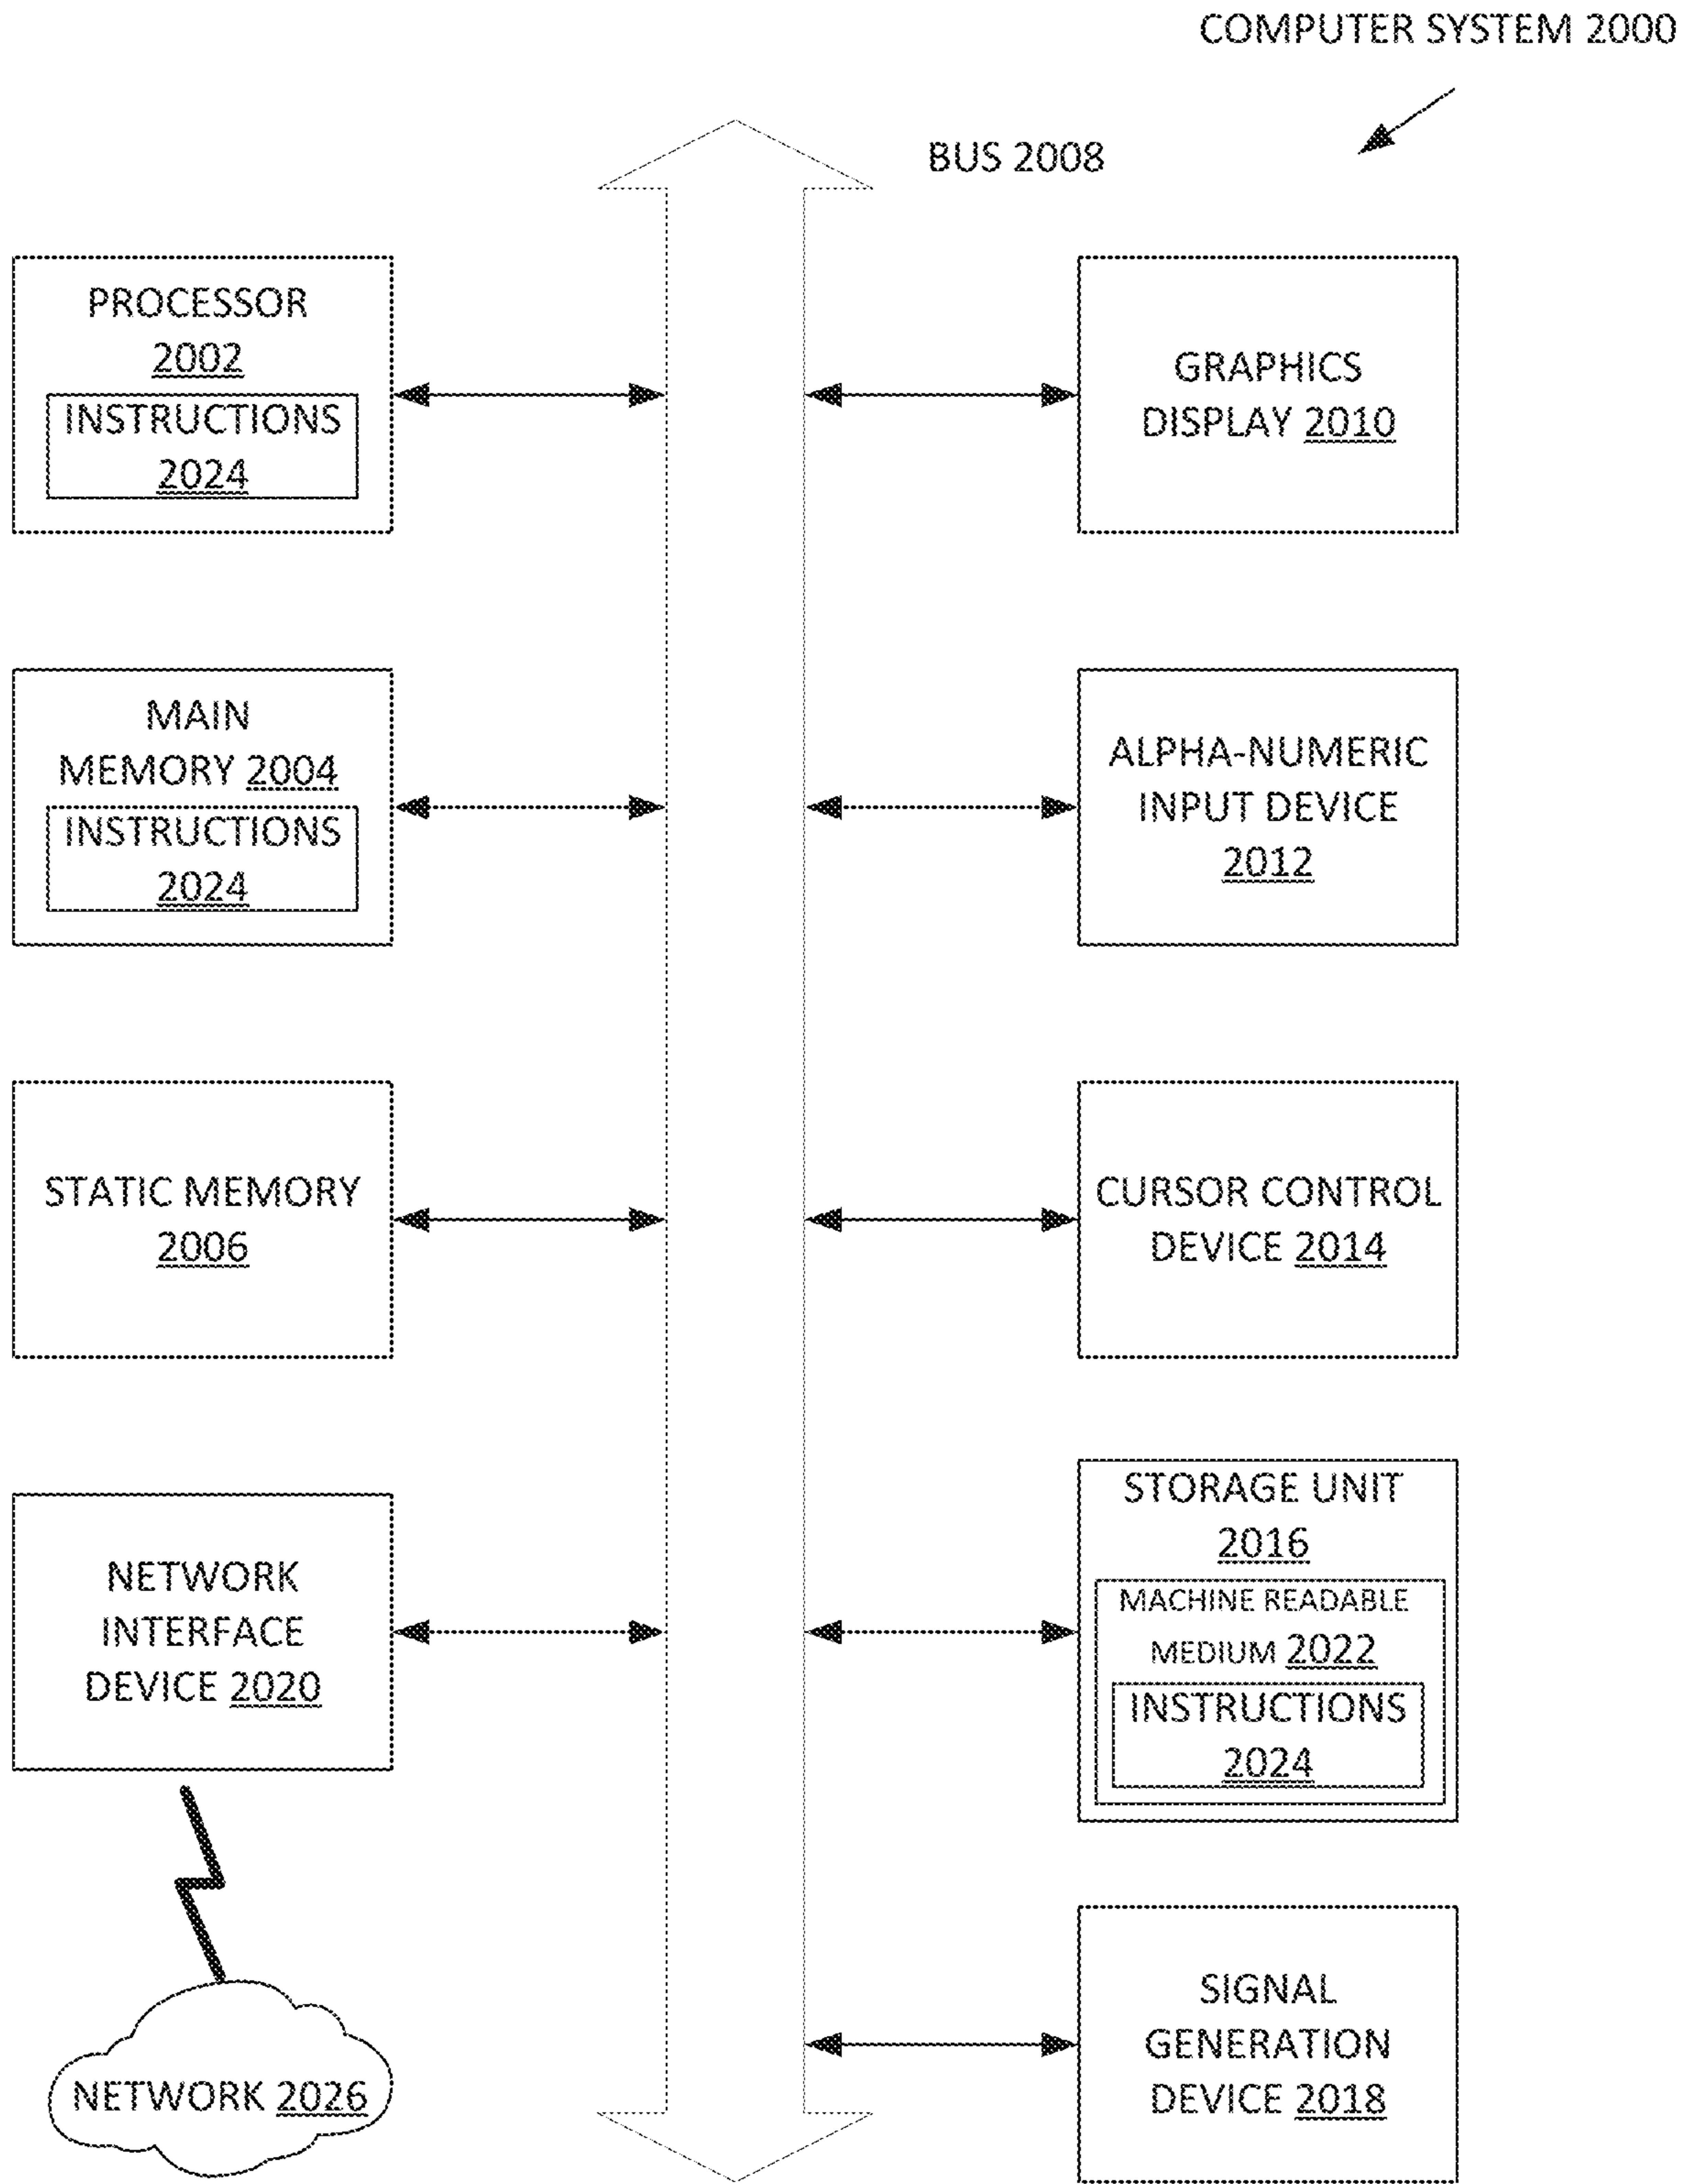 COMPUTER SYSTEM 2000
BUS 2008
PROCESSOR
2002
INSTRUCTIONS
2024
GRAPHICS
DISPLAY 2010
MAIN
MEMORY 2004
INSTRUCTIONS
2024
ALPHA-NUMERIC
INPUT DEVICE
2012
STATIC MEMORY
2006
CURSOR CONTROL
DEVICE 2014
NETWORK
INTERFACE
DEVICE 2020
STORAGE UNIT
2016
MACHINE READABLE
MEDIUM 2022
INSTRUCTIONS
2024
NETWORK 2026
SIGNAL
GENERATION
DEVICE 2018